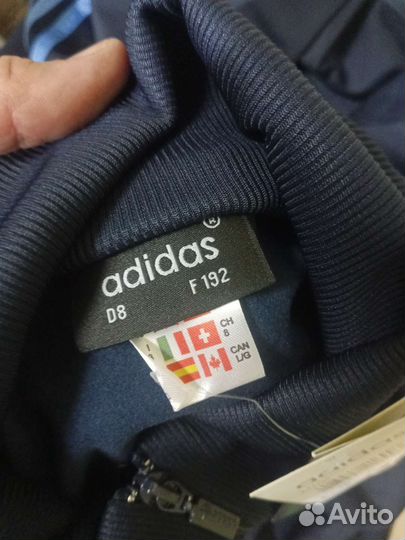 ®
adidas
D8 F 192
CH
8
CAN
L/G
Avito